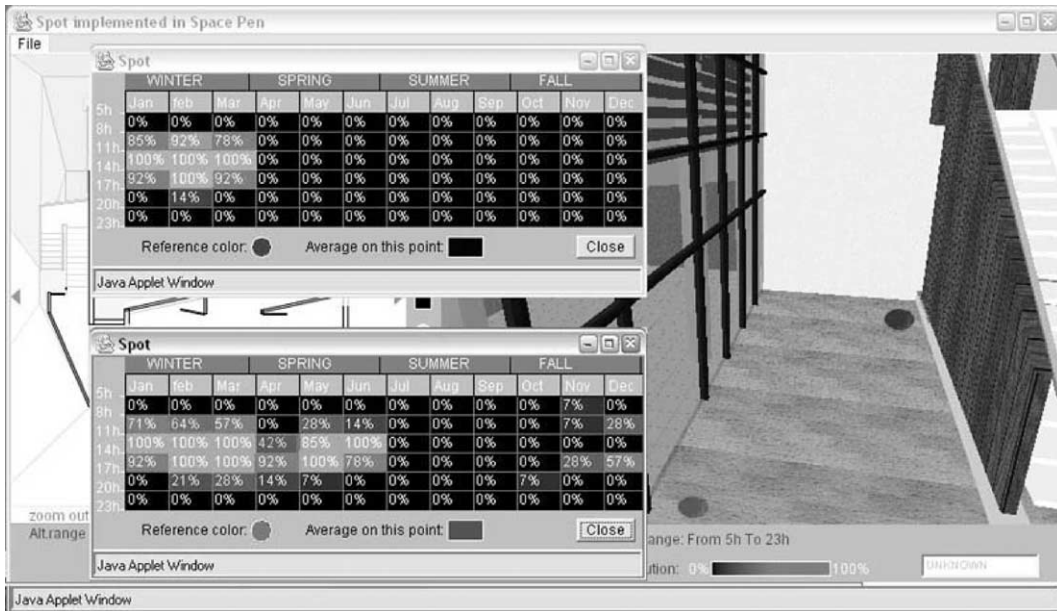 Spot implemented in Space Pen
File
Spot
WINTER SPRING SUMMER FALL
Jan feb Mar Apr May Jun Jul Aug Sep Oct Nov Dec
5h
0% 0% 0% 0% 0% 0% 0% 0% 0% 0% 0% 0%
8h
85% 92% 78% 0% 0% 0% 0% 0% 0% 0% 0% 0%
11h
100% 100% 100% 0% 0% 0% 0% 0% 0% 0% 0% 0%
14h
92% 100% 92% 0% 0% 0% 0% 0% 0% 0% 0% 0%
17h
0% 14% 0% 0% 0% 0% 0% 0% 0% 0% 0% 0%
20h
0% 0% 0% 0% 0% 0% 0% 0% 0% 0% 0% 0%
23h
Reference color: Average on this point: Close
Java Applet Window
Spot
WINTER SPRING SUMMER FALL
Jan feb Mar Apr May Jun Jul Aug Sep Oct Nov Dec
5h
0% 0% 0% 0% 0% 0% 0% 0% 0% 0% 7% 0%
8h
71% 64% 57% 0% 28% 14% 0% 0% 0% 0% 7% 28%
11h
100% 100% 100% 42% 85% 100% 0% 0% 0% 0% 0% 0%
14h
92% 100% 100% 92% 100% 78% 0% 0% 0% 0% 28% 57%
17h
0% 21% 28% 14% 7% 0% 0% 0% 0% 7% 0% 0%
20h
0% 0% 0% 0% 0% 0% 0% 0% 0% 0% 0% 0%
23h
Reference color: Average on this point: Close
Java Applet Window
zoom out
Alt.range
ange: From 5h To 23h
ution: 0% 100% UNKNOWN
Java Applet Window